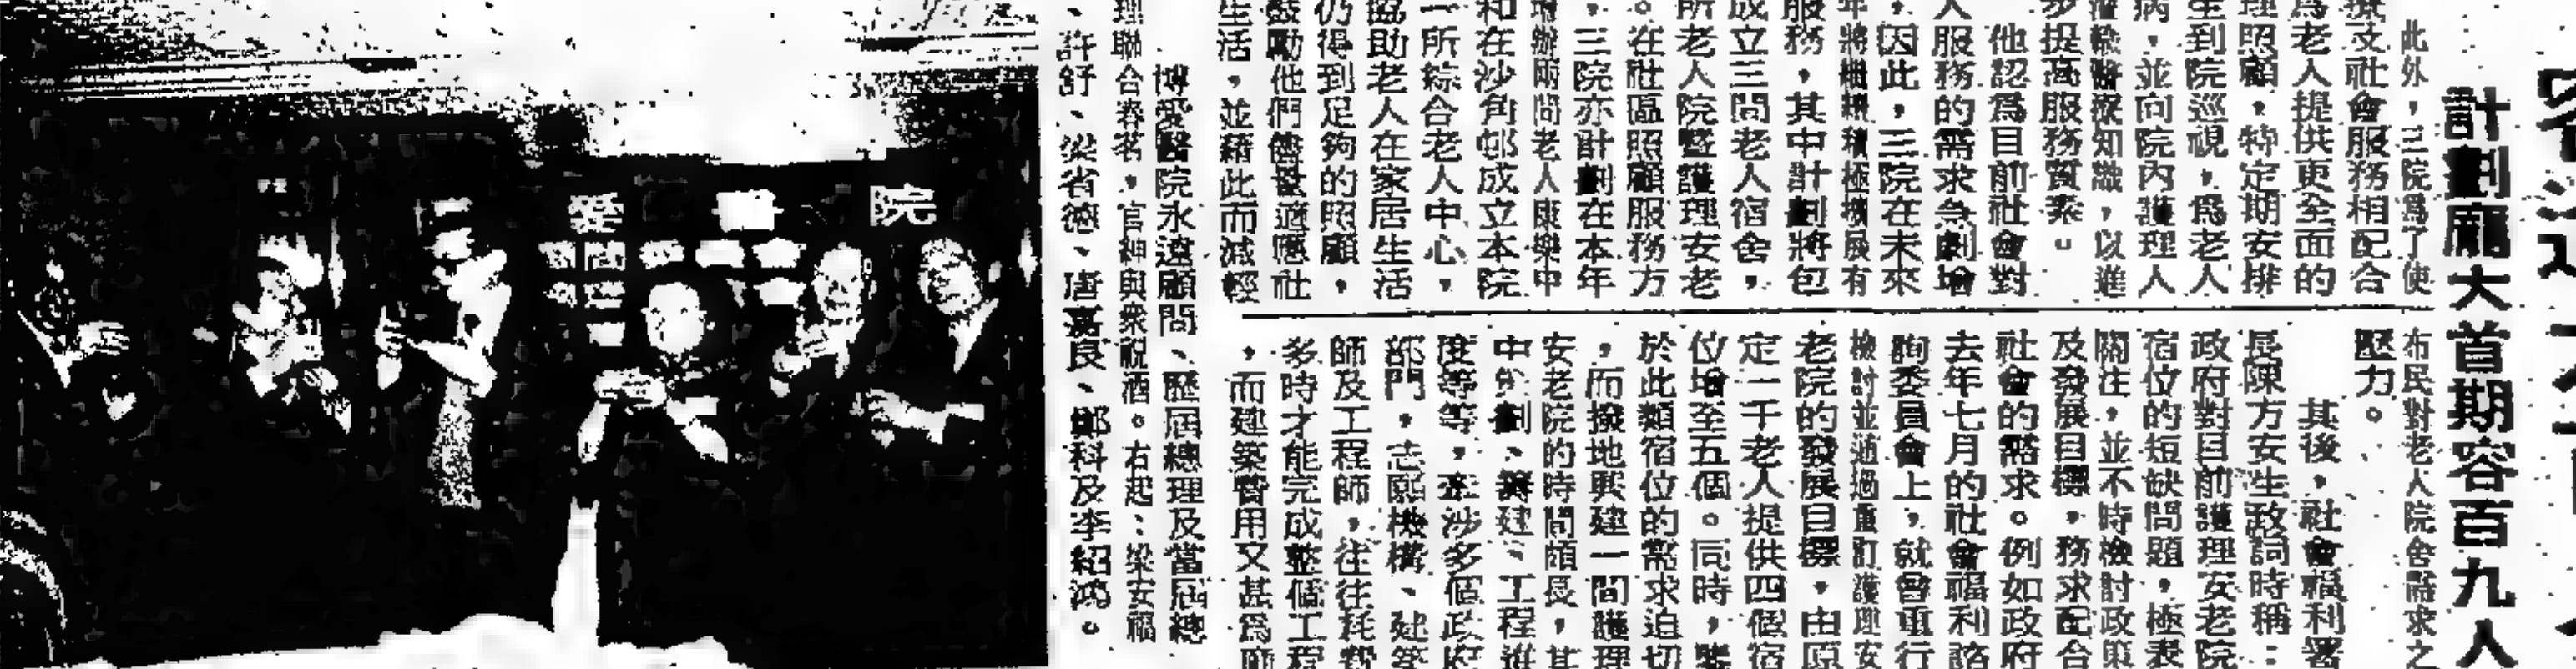 計劃龐大首期容百九人
此外，三院爲了使
及社會服務相配合
爲老人提供更全面的
理照顧，特定期安排
生到院巡視，爲老人
病，並向院內護理人
知識，以進
步提高服務質素。
他認爲目前社會對
人服務的需求急劇增
，因此，三院在未來
年將機構積極擴展有
服務，其中計劃將包
成立三間老人宿舍，
所老人院暨護理安老
。在社區照顧服務方
，三院亦計劃在本年
增辦兩間老人康樂中
和在沙角邨成立本院
一所綜合老人中心，
協助老人在家居生活
仍得到足夠的照顧，
鼓勵他們儘量適應社
生活，並藉此而減輕
布民對老人院舍需求之
壓力。
其後，社會福利署
長陳方安生致詞時稱：
政府對目前護理安老院
宿位的短缺問題，極表
關注，並不時檢討政策
及發展目標，務求配合
社會的需求。例如政府
去年七月的社會福利諮
詢委員會上，就曾重行
檢討並通過重訂護理安
老院的發展目標，由原
定一千老人提供四個宿
位增至五個。同時，
於此類宿位的需求迫切
，而撥地興建一間護理
安老院的時間頗長，其
中、籌建、工程進
度等等，牽涉多個政府
部門，志願機構、建築
師及工程師，往往耗費
多時才能完成整個工程
，而建築費用又甚爲
博愛醫院永遠顧問、歷屆總理及當屆總
理聯合春茗，官紳與衆祝酒。右起：梁安福
、許舒、梁省德、唐嘉良、鄭科及李紹鴻。
愛 醫 院